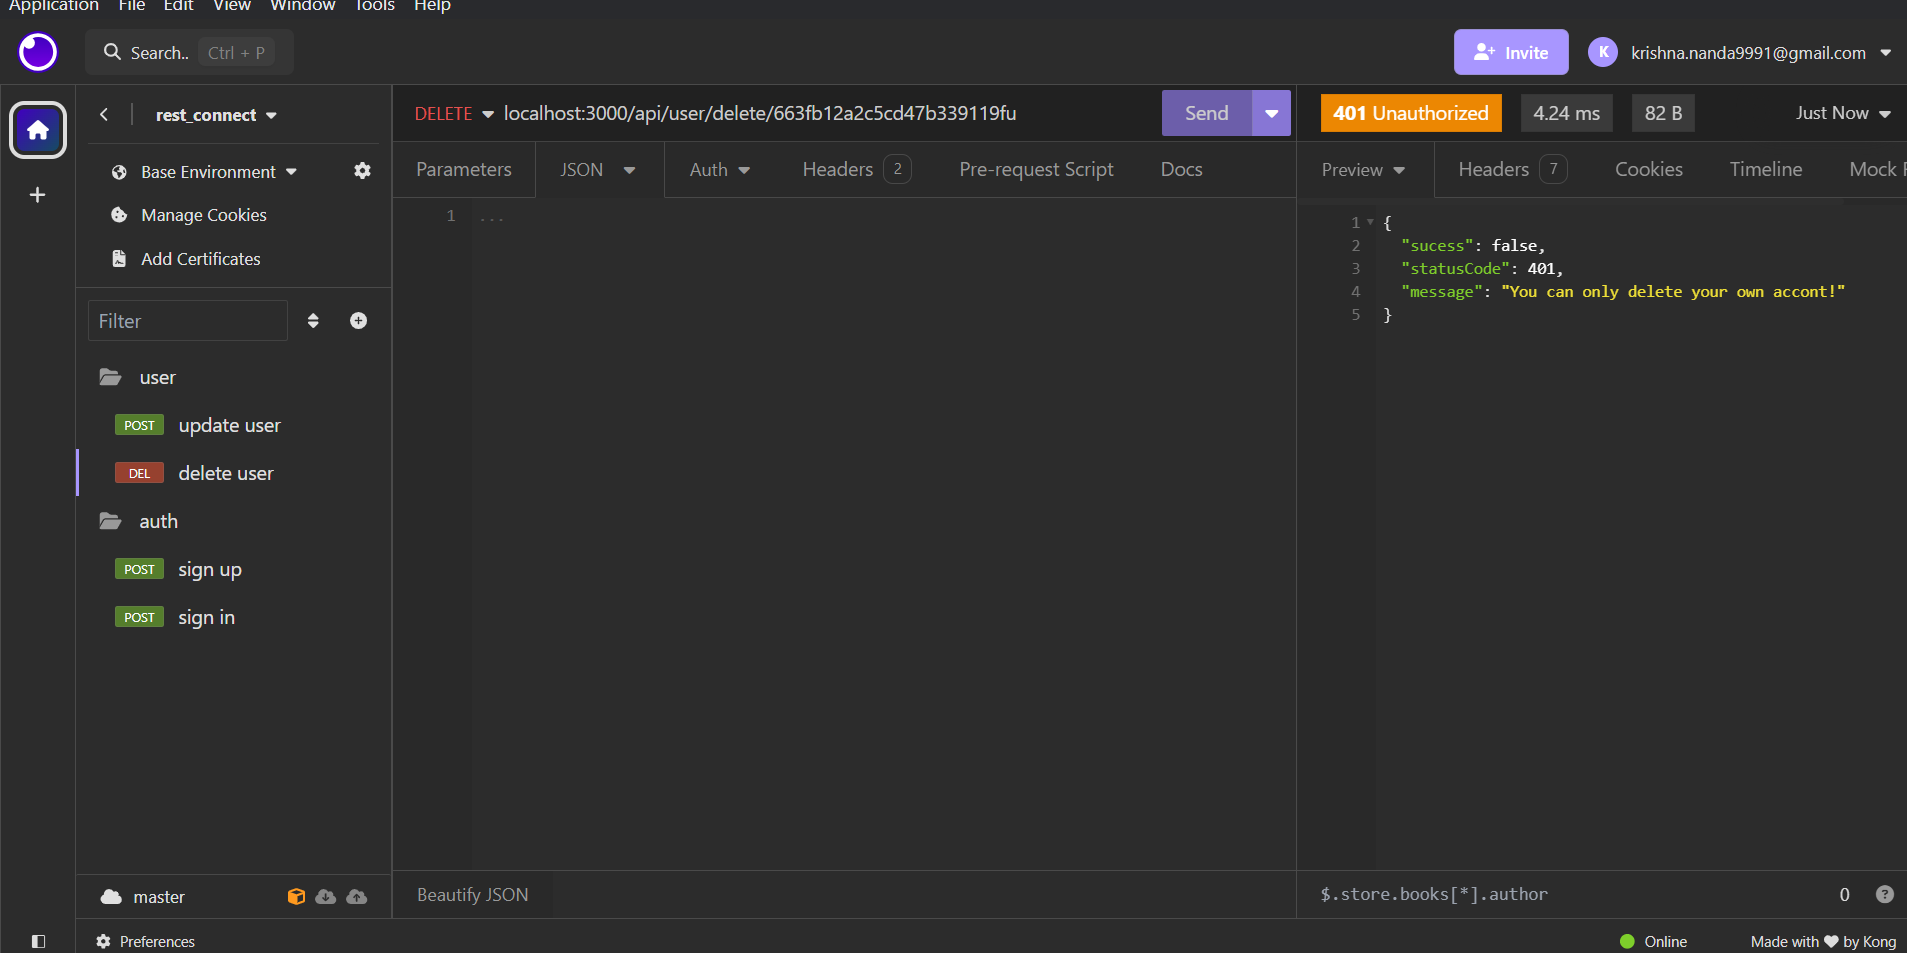 Application File Edit View Window Tools Help
Search.. Ctrl + P
Invite
K krishna.nanda9991@gmail.com
rest_connect
DELETE localhost:3000/api/user/delete/663fb12a2c5cd47b339119fu
Send
401 Unauthorized 4.24 ms 82 B
Just Now
Base Environment
Manage Cookies
Add Certificates
Parameters JSON Auth Headers 2 Pre-request Script Docs
Preview Headers 7 Cookies Timeline Mock
Filter
user
POST update user
DEL delete user
auth
POST sign up
POST sign in
1 ...
1 {
2 "sucess": false,
3 "statusCode": 401,
4 "message": "You can only delete your own accont!"
5 }
master
Beautify JSON
$.store.books[*].author 0 ?
Preferences
Online
Made with ❤ by Kong